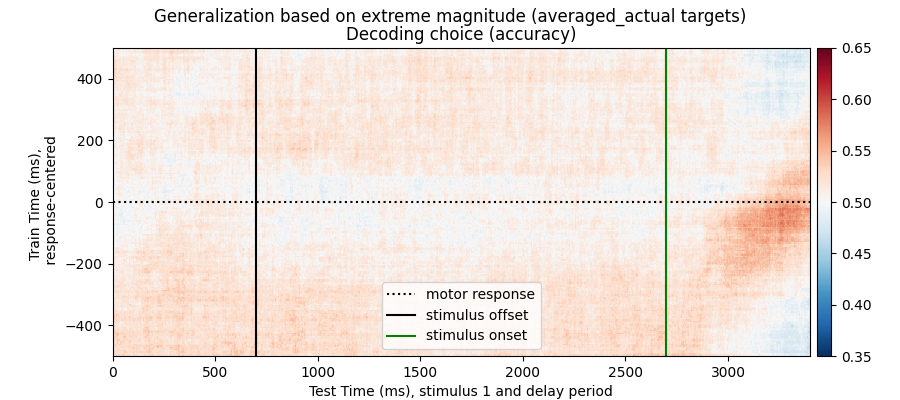 Generalization based on extreme magnitude (averaged_actual targets)
Decoding choice (accuracy)
Train Time (ms),
response-centered
400
200
0
−200
−400
motor response
stimulus offset
stimulus onset
0
500
1000
1500
2000
2500
3000
Test Time (ms), stimulus 1 and delay period
0.65
0.60
0.55
0.50
0.45
0.40
0.35